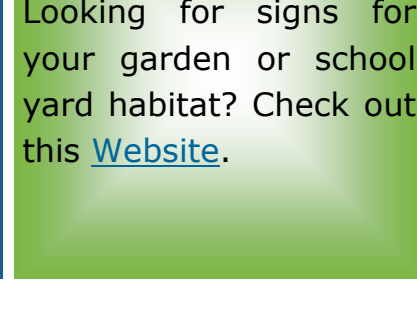 Looking for signs for
your garden or school
yard habitat? Check out
this Website.